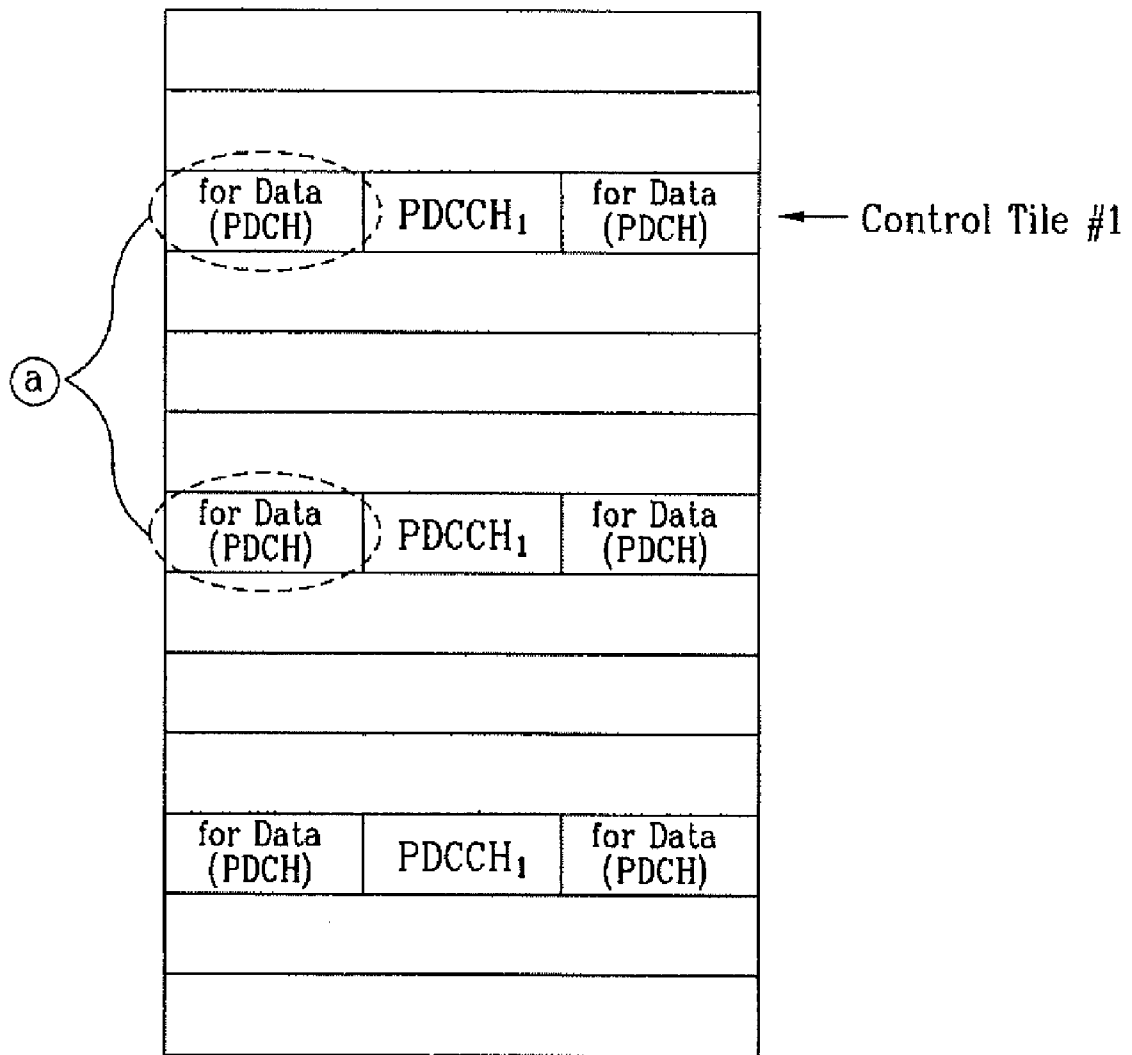 for Data (PDCH) PDCCH₁ for Data (PDCH) Control Tile #1
a
for Data (PDCH) PDCCH₁ for Data (PDCH)
for Data (PDCH) PDCCH₁ for Data (PDCH)